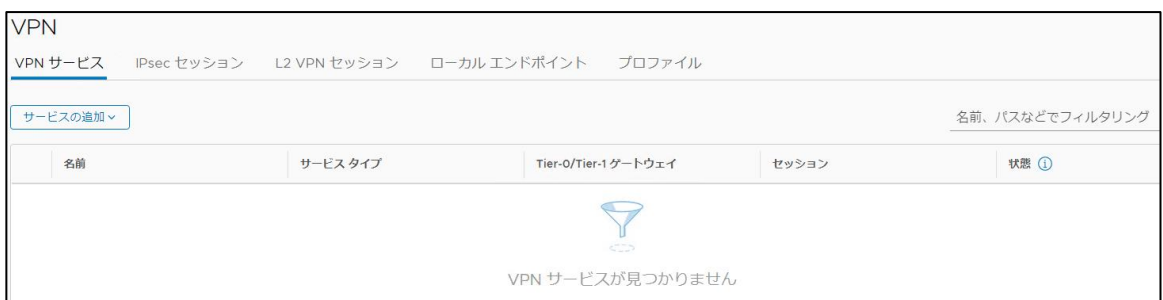 VPN
VPN サービス IPsec セッション L2 VPN セッション ローカル エンドポイント プロファイル
サービスの追加 名前、パスなどでフィルタリング
名前 サービス タイプ Tier-0/Tier-1 ゲートウェイ セッション 状態
VPN サービスが見つかりません